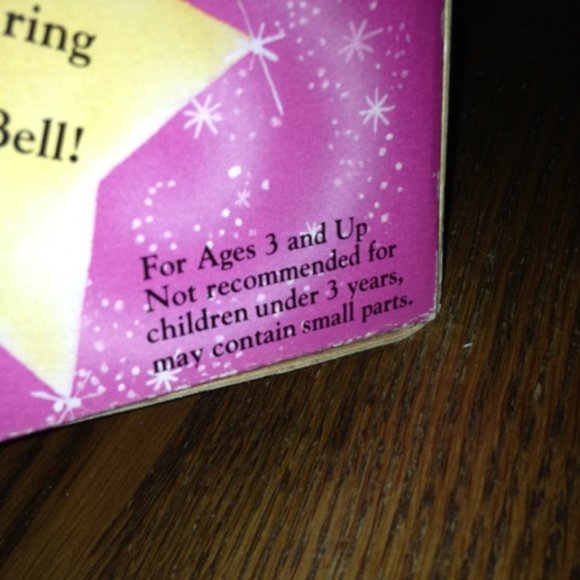 ring
Bell!
For Ages 3 and Up
Not recommended for
children under 3 years,
may contain small parts.